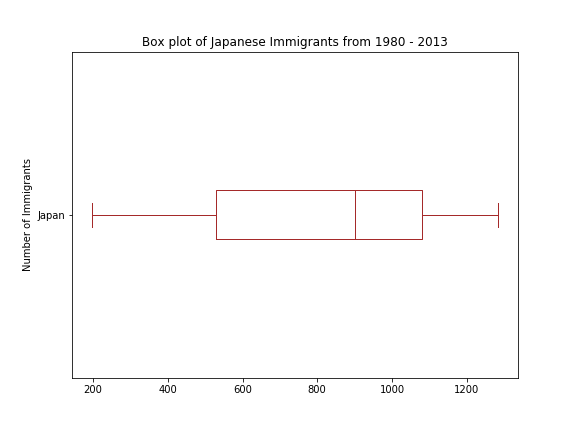 Box plot of Japanese Immigrants from 1980 - 2013
Number of Immigrants
Japan
200 400 600 800 1000 1200